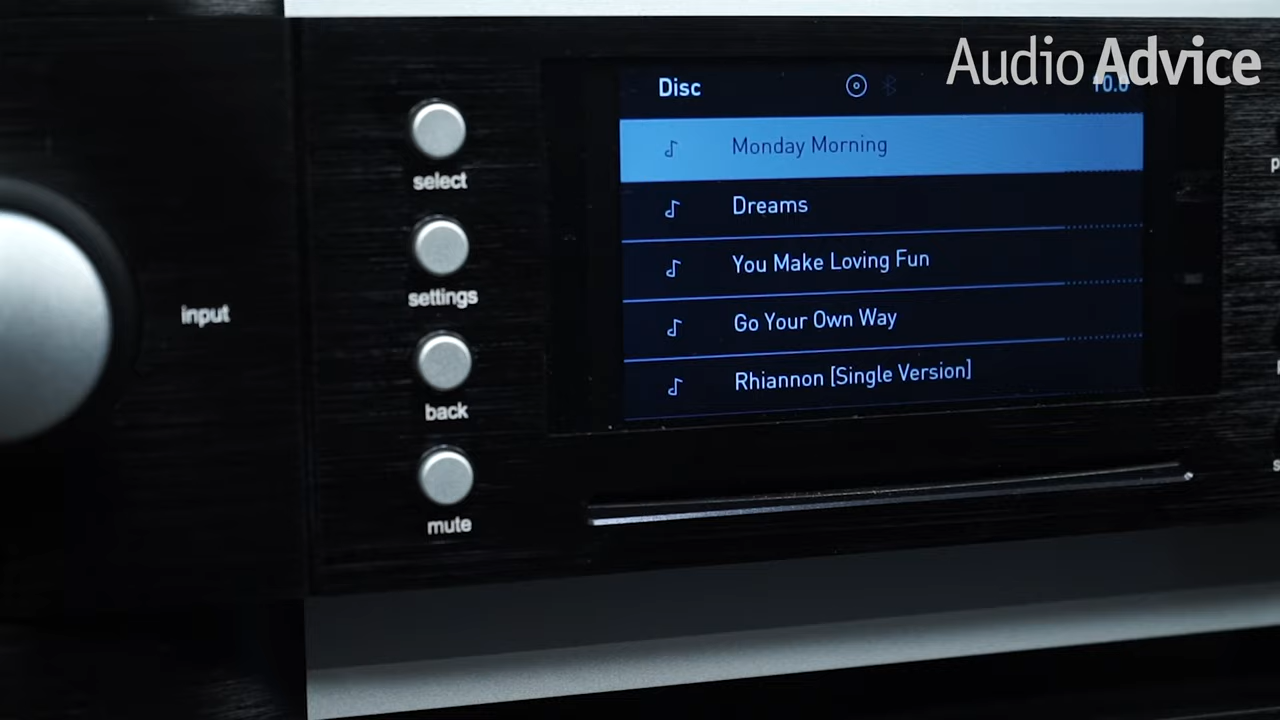 Audio Advice
Disc
10.0
Monday Morning
Dreams
You Make Loving Fun
Go Your Own Way
Rhiannon [Single Version]
select
settings
back
mute
input